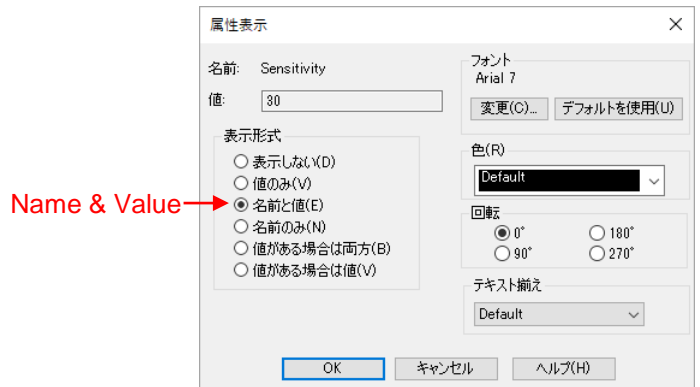 属性表示
名前: Sensitivity
値: 30
表示形式
表示しない(D)
値のみ(V)
Name & Value
名前と値(E)
名前のみ(N)
値がある場合は両方(B)
値がある場合は値(V)
フォント
Arial 7
変更(C)... デフォルトを使用(U)
色(R)
Default
回転
0° 180°
90° 270°
テキスト揃え
Default
OK キャンセル ヘルプ(H)